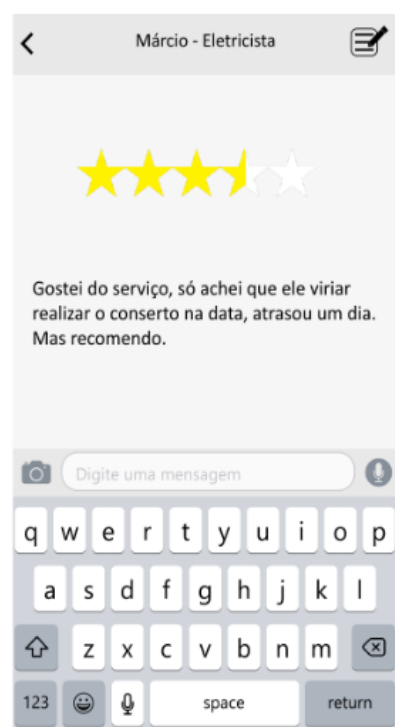 Márcio - Eletricista
Gostei do serviço, só achei que ele viriar
realizar o conserto na data, atrasou um dia.
Mas recomendo.
Digite uma mensagem
q w e r t y u i o p
a s d f g h j k l
z x c v b n m
123 space return